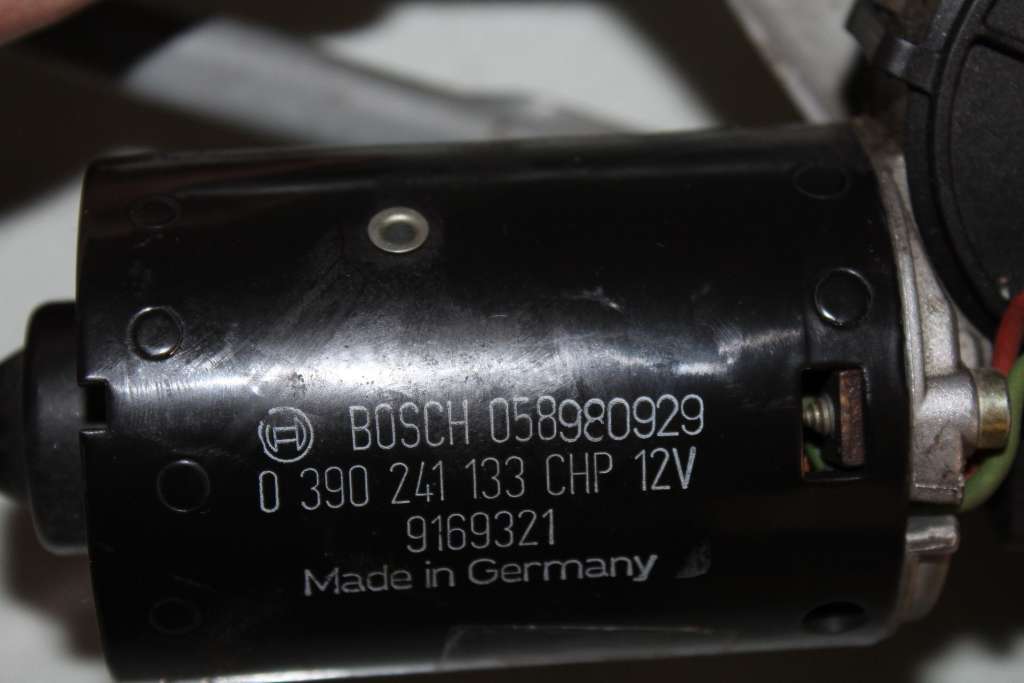 BOSCH 058980929
0 390 241 133 CHP 12V
9169321
Made in Germany